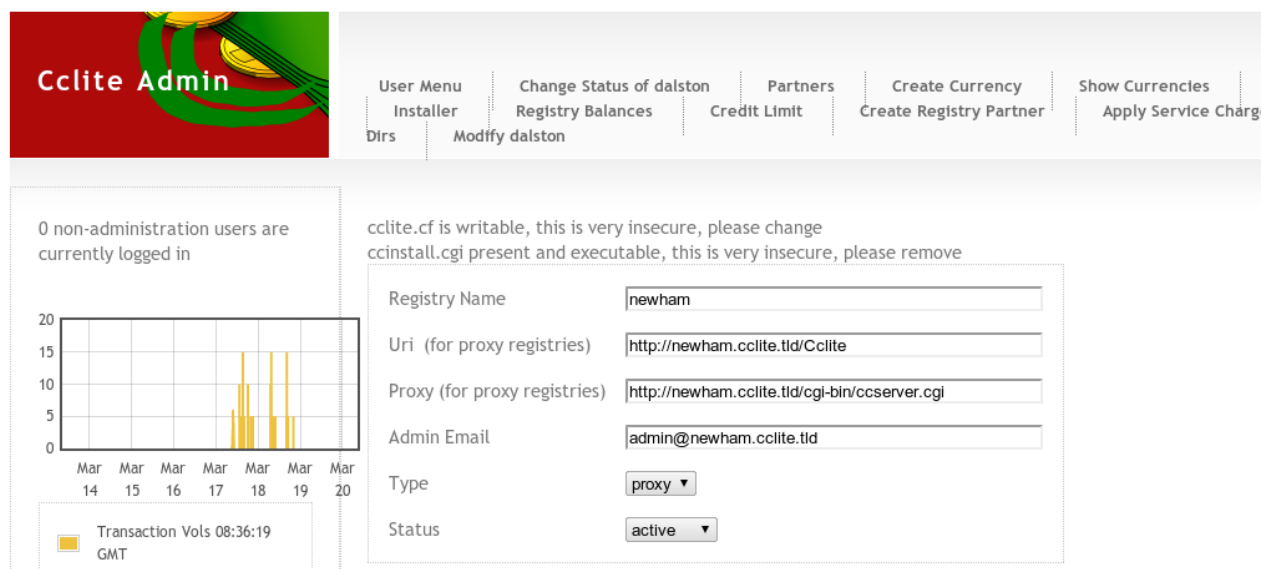 Cclite Admin
User Menu Change Status of dalston Partners Create Currency Show Currencies
Installer Registry Balances Credit Limit Create Registry Partner Apply Service Charg
Dirs Modify dalston
0 non-administration users are
currently logged in
cclite.cf is writable, this is very insecure, please change
ccinstall.cgi present and executable, this is very insecure, please remove
Registry Name newham
Uri (for proxy registries) http://newham.cclite.tld/Cclite
Proxy (for proxy registries) http://newham.cclite.tld/cgi-bin/ccserver.cgi
Admin Email admin@newham.cclite.tld
Type proxy
Status active
20
15
10
5
0
Mar Mar Mar Mar Mar Mar Mar
14 15 16 17 18 19 20
Transaction Vols 08:36:19
GMT